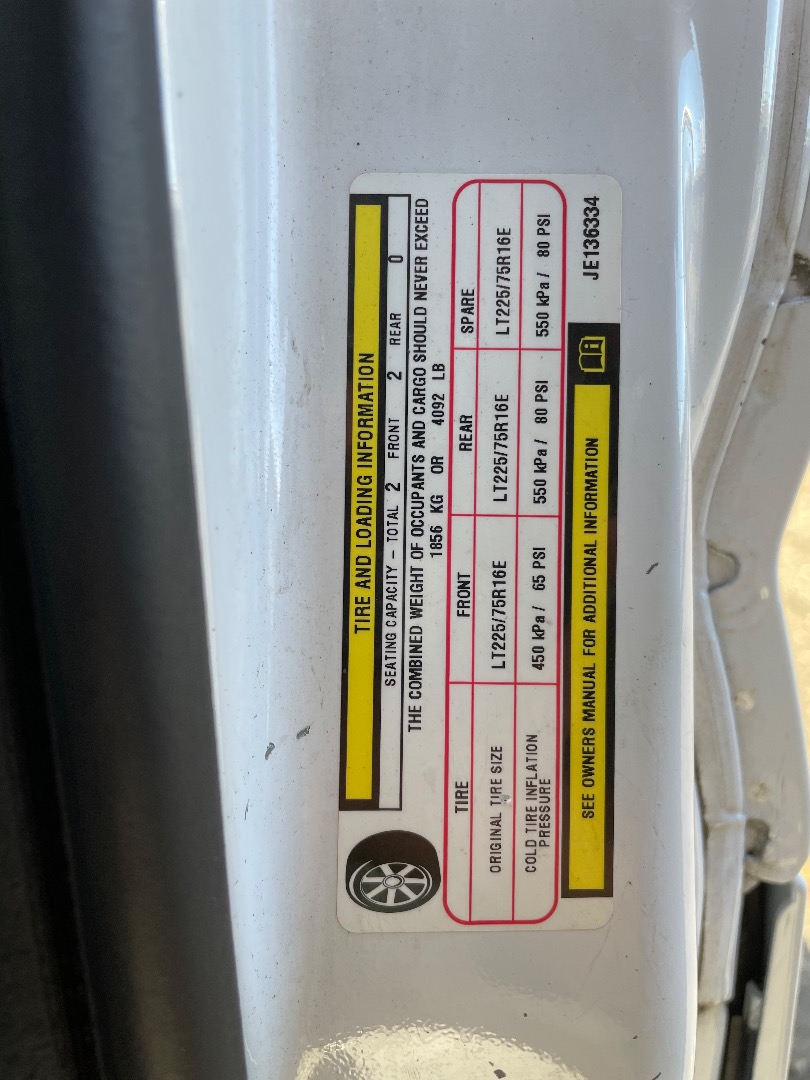 TIRE AND LOADING INFORMATION
SEATING CAPACITY – TOTAL 2 FRONT 2 REAR 0
THE COMBINED WEIGHT OF OCCUPANTS AND CARGO SHOULD NEVER EXCEED
1856 KG OR 4092 LB
TIRE FRONT REAR SPARE
ORIGINAL TIRE SIZE LT225/75R16E LT225/75R16E LT225/75R16E
COLD TIRE INFLATION
PRESSURE 450 kPa/ 65 PSI 550 kPa/ 80 PSI 550 kPa/ 80 PSI
SEE OWNERS MANUAL FOR ADDITIONAL INFORMATION
JE136334